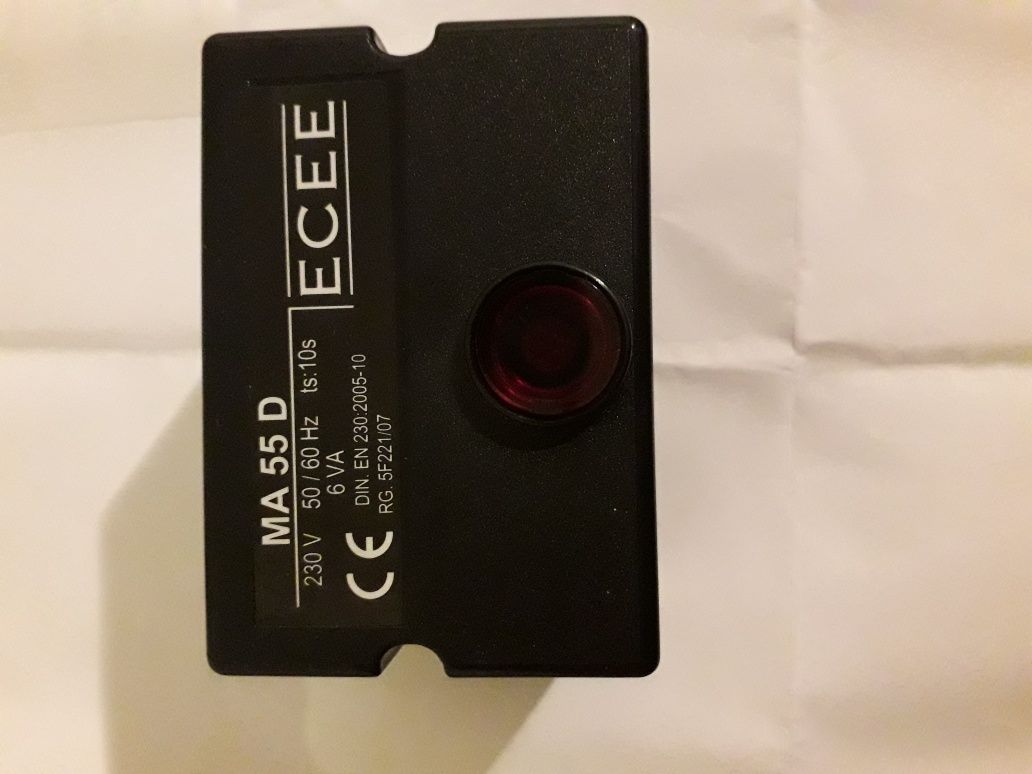 MA 55 D
ECEE
230 V 50 / 60 Hz ts:10s
6 VA
CE DIN. EN 230:2005-10
RG. 5F221/07